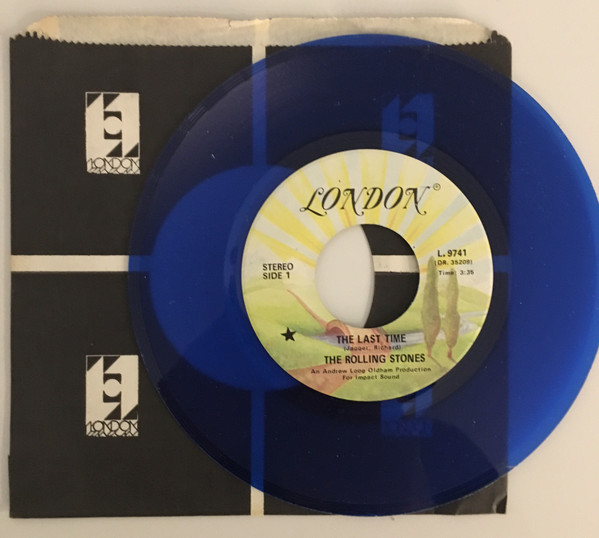 LONDON
LONDON®
L. 9741
(DR. 35209)
STEREO
SIDE 1
Time: 3:35
THE LAST TIME
(Jagger, Richard)
THE ROLLING STONES
An Andrew Loog Oldham Production
For Impact Sound
LONDON